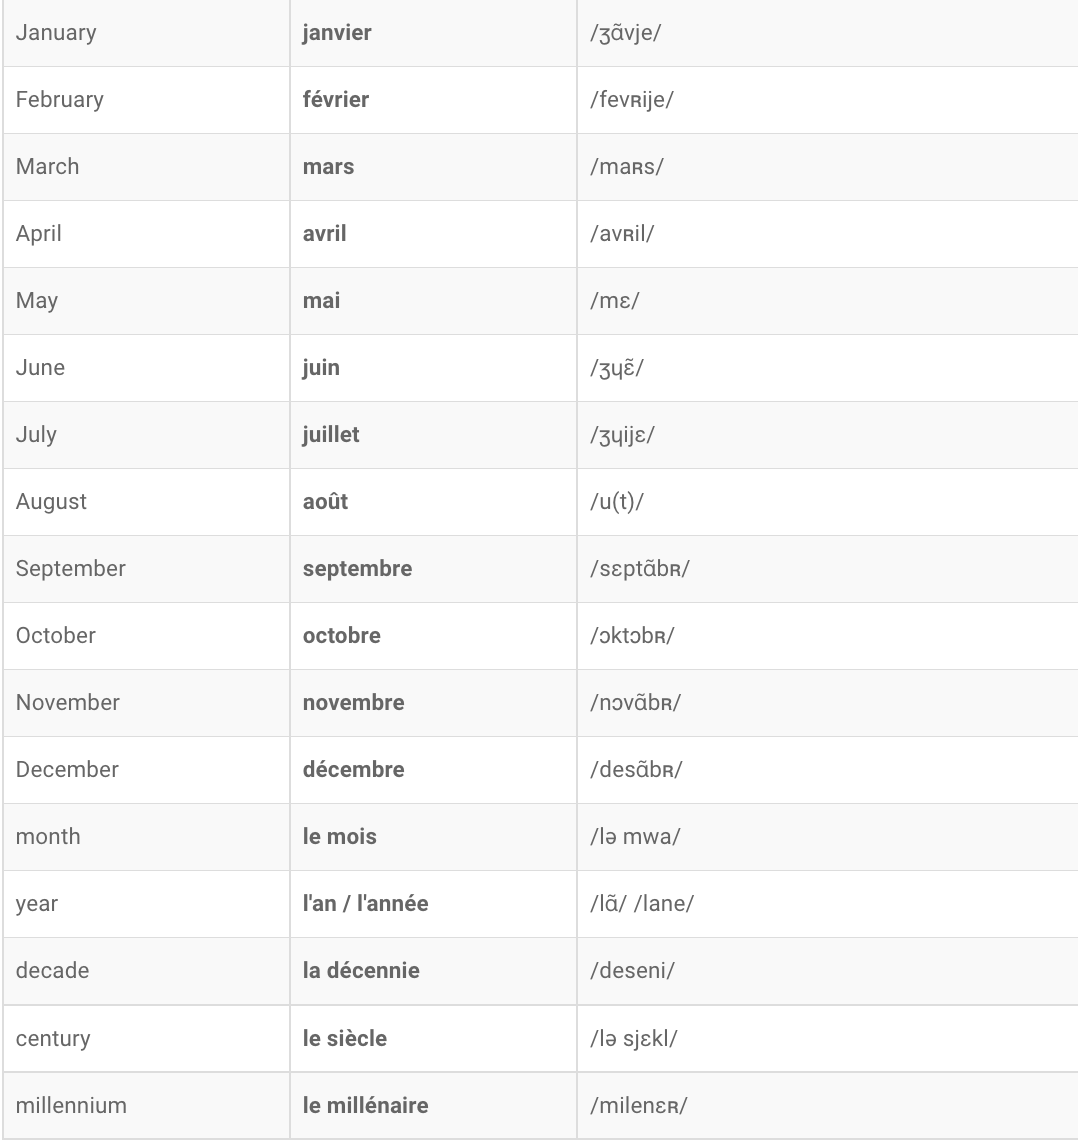 January janvier /ʒɑ̃vje/
February février /fevʀije/
March mars /maʀs/
April avril /avʀil/
May mai /mɛ/
June juin /ʒɥɛ̃/
July juillet /ʒɥijɛ/
August août /u(t)/
September septembre /sɛptɑ̃bʀ/
October octobre /ɔktɔbʀ/
November novembre /nɔvɑ̃bʀ/
December décembre /desɑ̃bʀ/
month le mois /lə mwa/
year l'an / l'année /lɑ̃/ /lane/
decade la décennie /deseni/
century le siècle /lə sjɛkl/
millennium le millénaire /milenɛʀ/